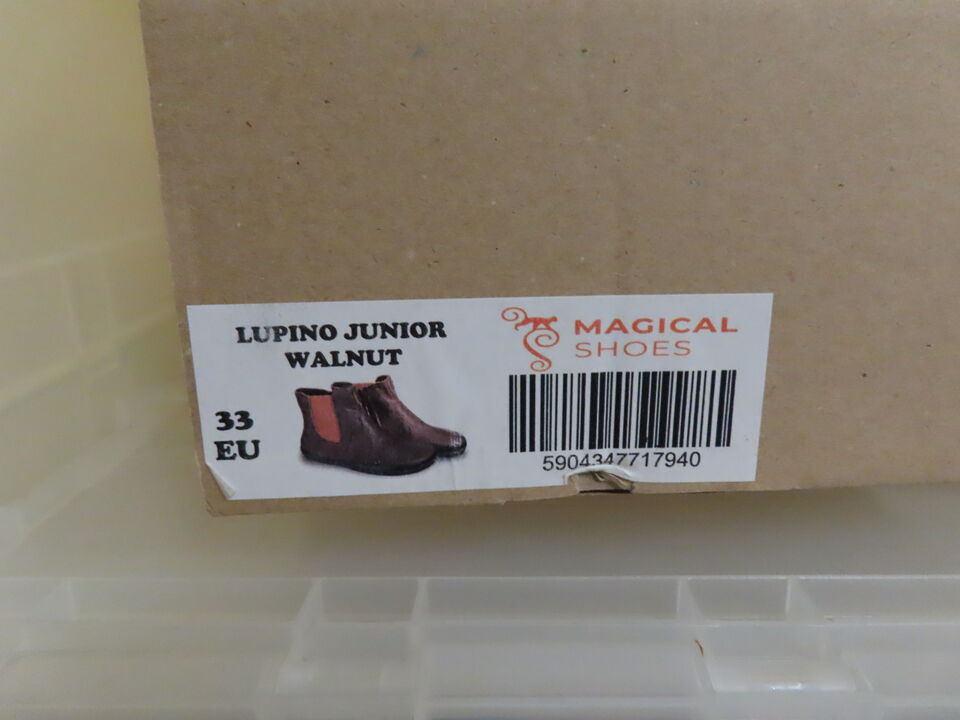 LUPINO JUNIOR
WALNUT
33
EU
MAGICAL
SHOES
5904347717940